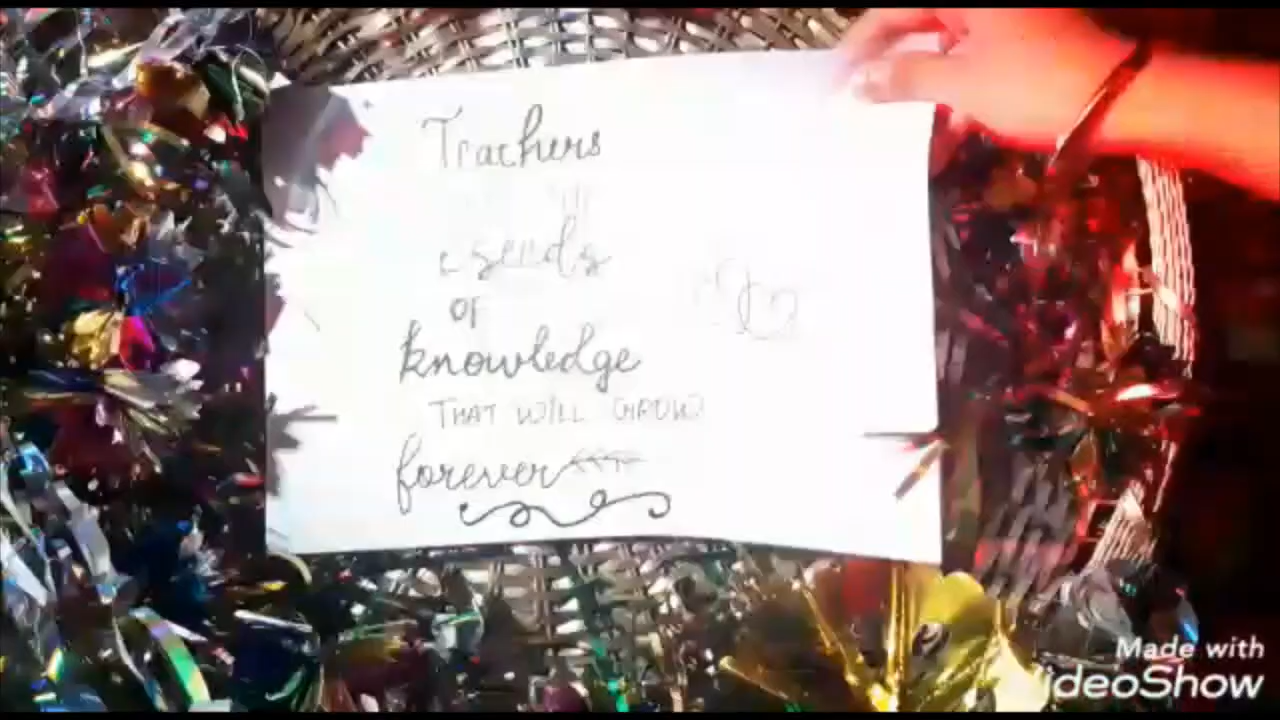 Teachers
seeds
OF
knowledge
THAT WILL GROW
forever
Made with
ideoShow